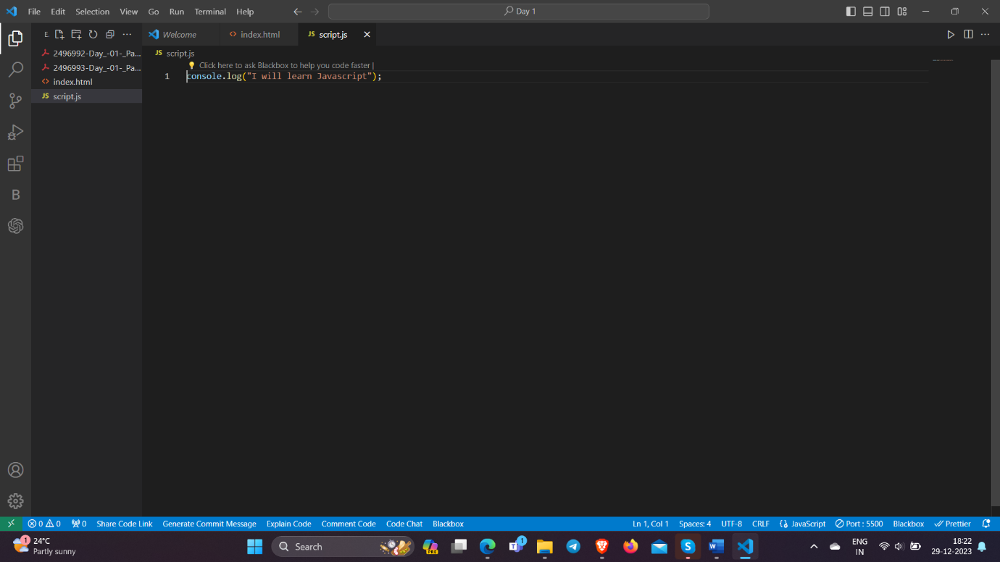 File Edit Selection View Go Run Terminal Help
Day 1
E.
Welcome
index.html
JS script.js
2496992-Day_-01-_Pa...
2496993-Day_-01-_Pa...
index.html
JS script.js
JS script.js
Click here to ask Blackbox to help you code faster |
1 console.log("I will learn Javascript");
B
0 0 0 Share Code Link Generate Commit Message Explain Code Comment Code Code Chat Blackbox
Ln 1, Col 1 Spaces: 4 UTF-8 CRLF {} JavaScript Port : 5500 Blackbox Prettier
1
24°C
Partly sunny
Search
PRE
1
T
S
W
ENG
IN
18:22
29-12-2023